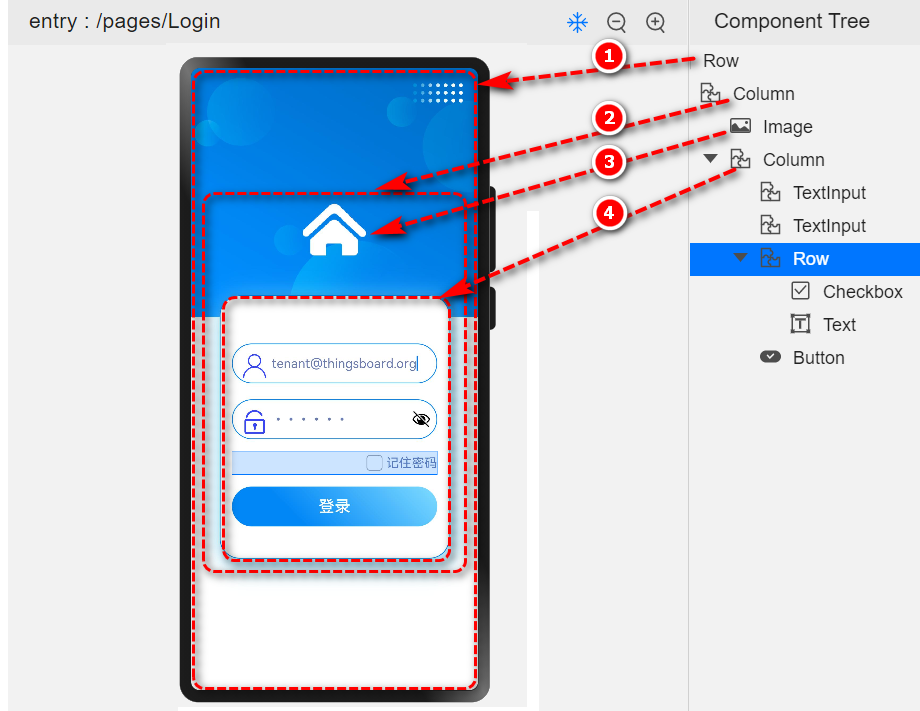 entry : /pages/Login
Component Tree
1
Row
2
Column
3
Image
4
Column
TextInput
TextInput
Row
Checkbox
Text
Button
tenant@thingsboard.org
记住密码
登录